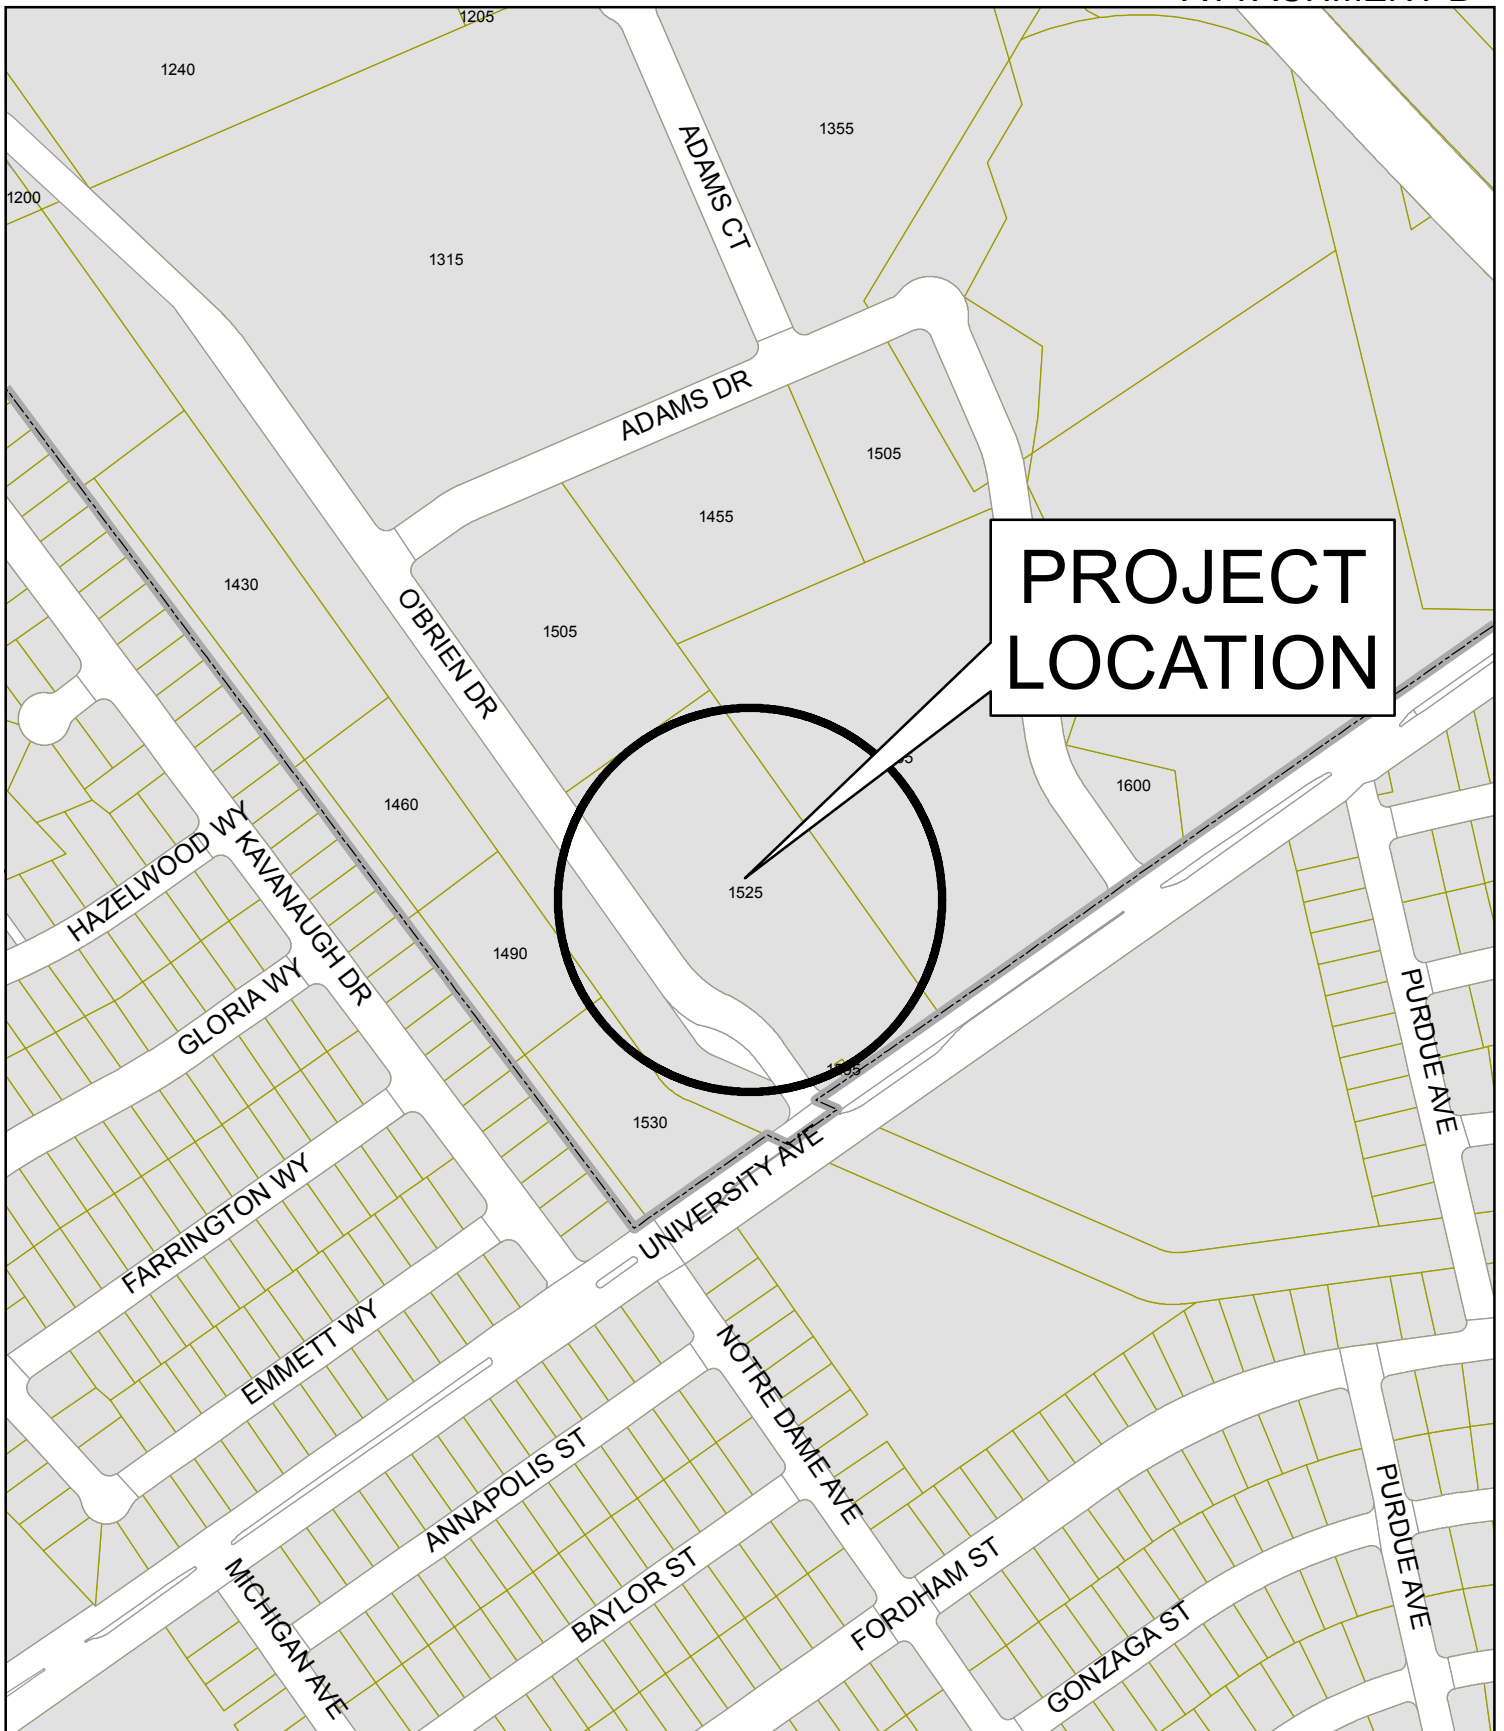 1205
1240
1355
ADAMS CT
1200
1315
ADAMS DR
1505
1455
1430
O'BRIEN DR
1505
PROJECT
LOCATION
1600
1460
HAZELWOOD WY
KAVANAUGH DR
1525
1490
GLORIA WY
PURDUE AVE
1530
UNIVERSITY AVE
FARRINGTON WY
EMMETT WY
NOTRE DAME AVE
ANNAPOLIS ST
PURDUE AVE
BAYLOR ST
FORDHAM ST
MICHIGAN AVE
GONZAGA ST